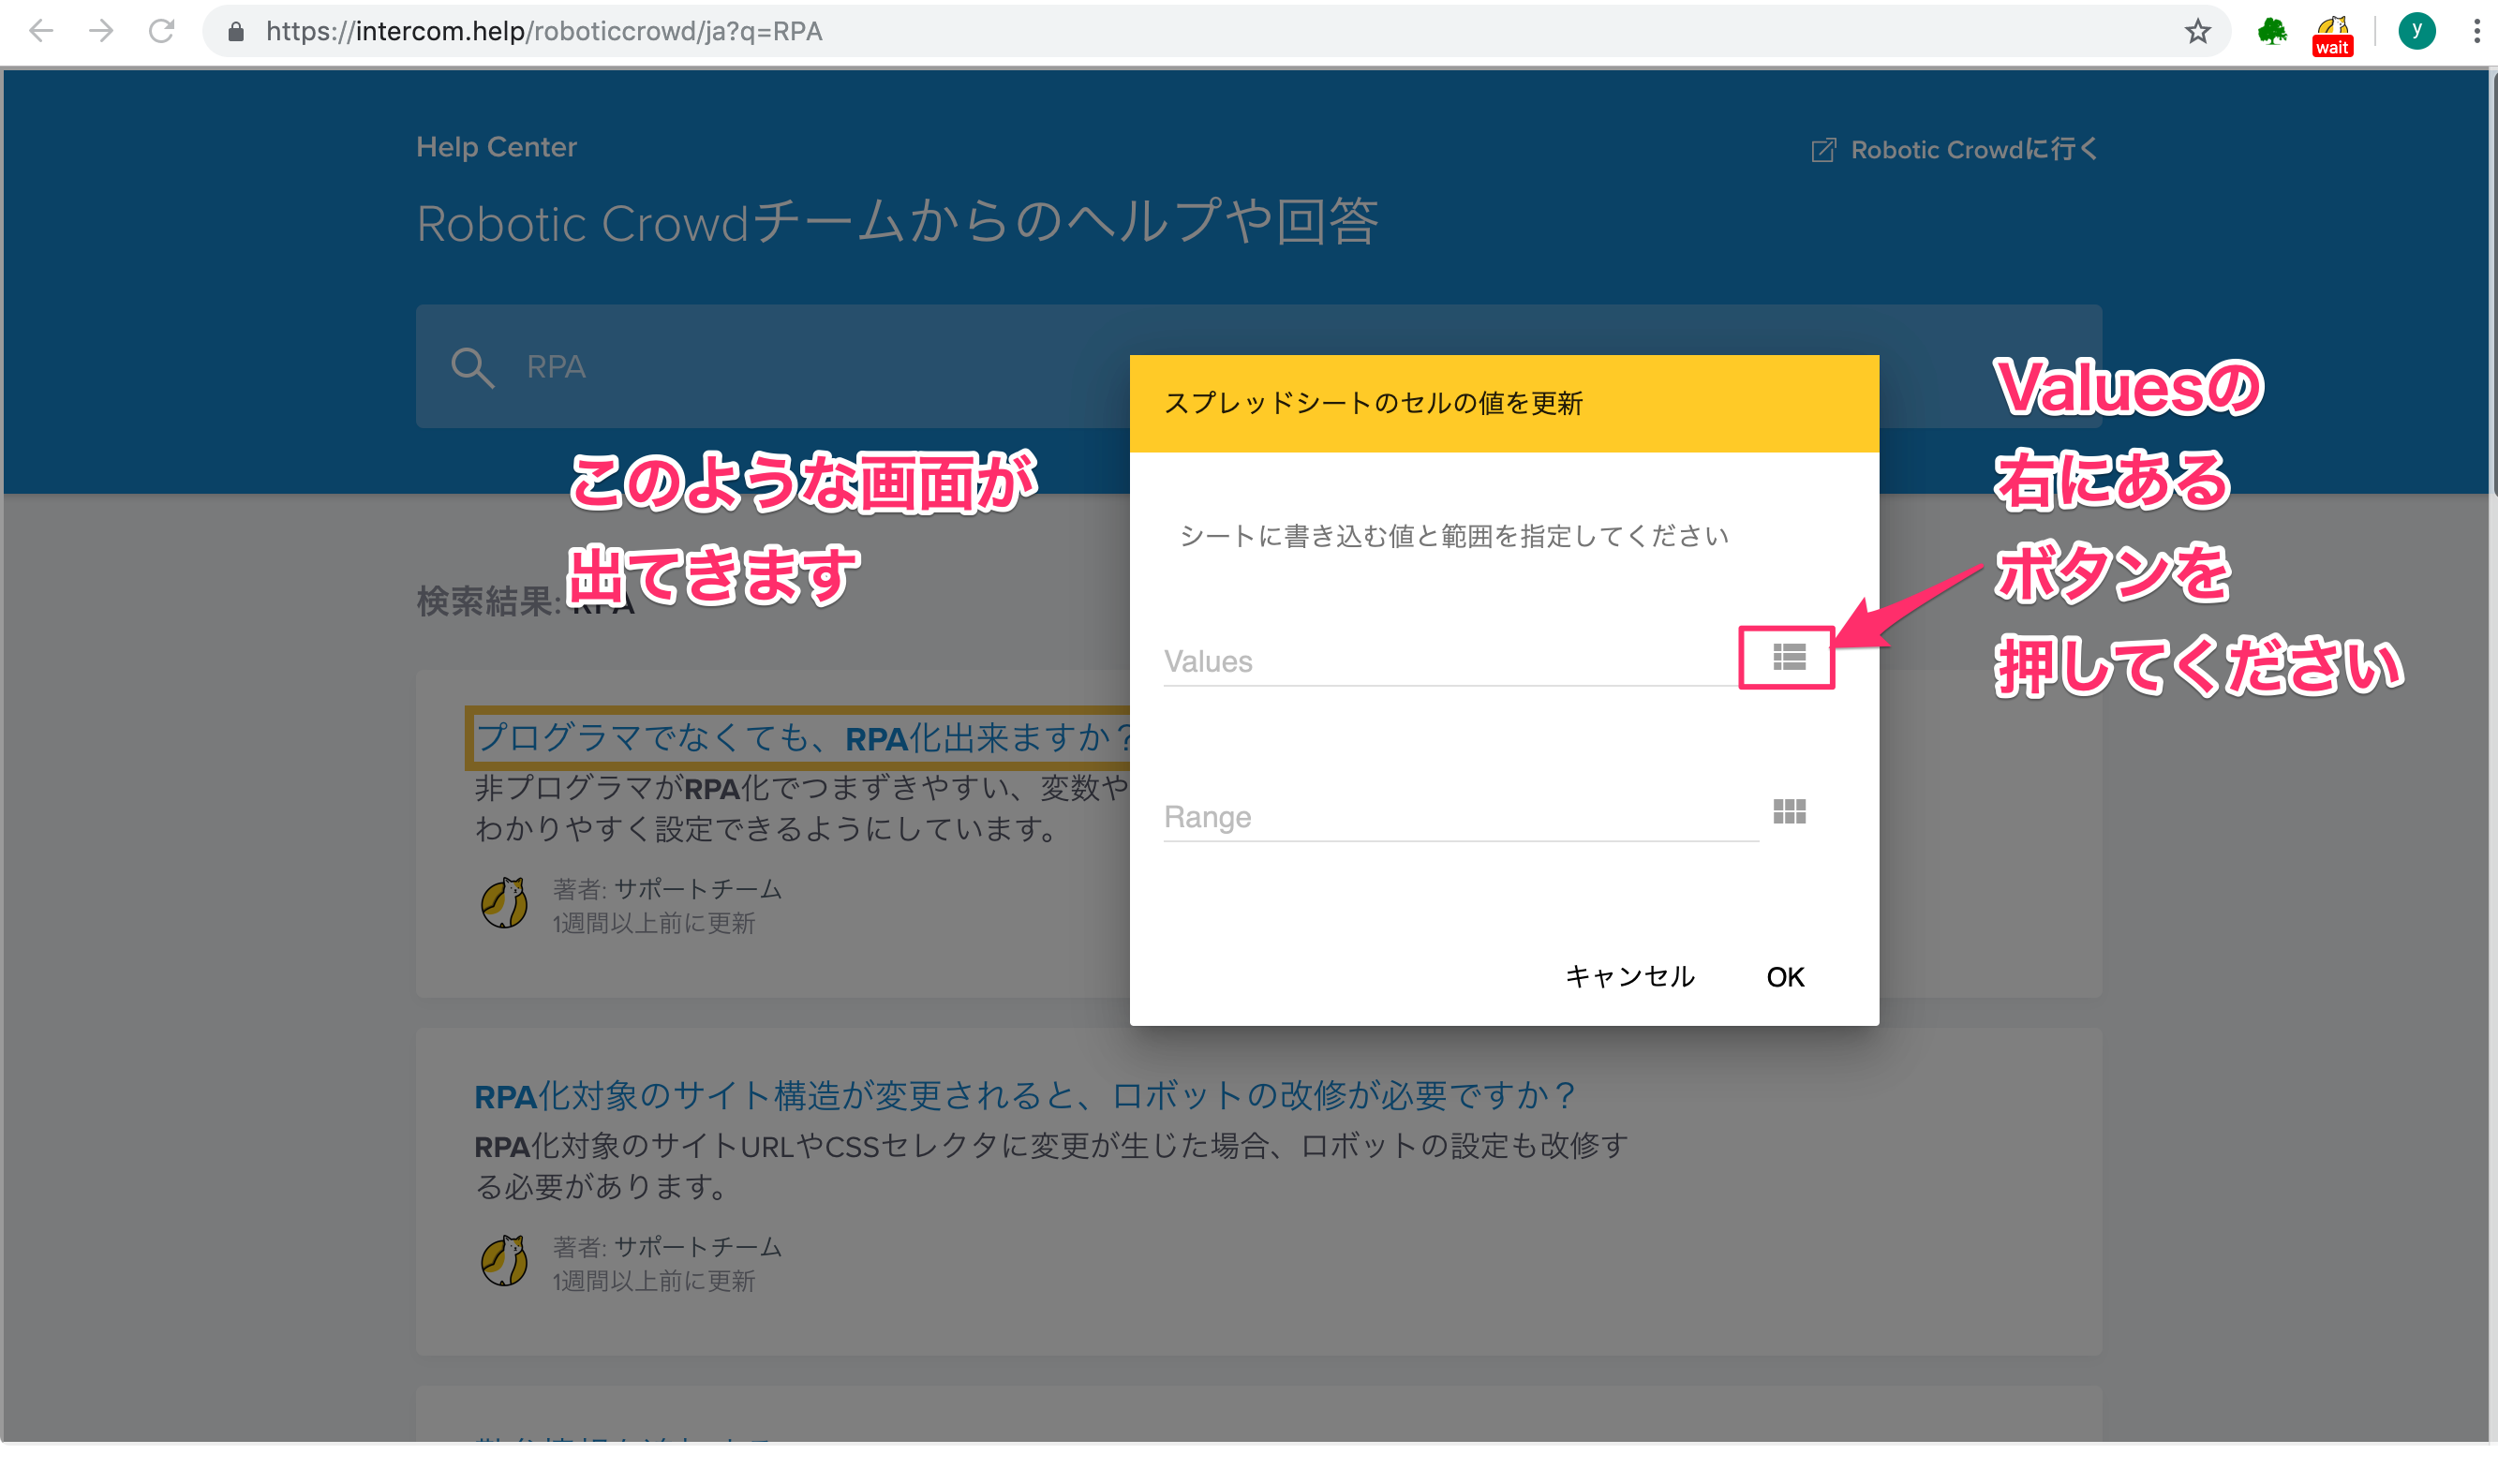 https://intercom.help/roboticcrowd/ja?q=RPA
wait
y
Help Center
Robotic Crowdに行く
Robotic Crowdチームからのヘルプや回答
RPA
このような画面が
出てきます
検索結果: RPA
プログラマでなくても、RPA化出来ますか?
非プログラマがRPA化でつまずきやすい、変数や
わかりやすく設定できるようにしています。
著者: サポートチーム
1週間以上前に更新
スプレッドシートのセルの値を更新
シートに書き込む値と範囲を指定してください
Values
Range
キャンセル
OK
Valuesの
右にある
ボタンを
押してください
RPA化対象のサイト構造が変更されると、ロボットの改修が必要ですか?
RPA化対象のサイトURLやCSSセレクタに変更が生じた場合、ロボットの設定も改修す
る必要があります。
著者: サポートチーム
1週間以上前に更新